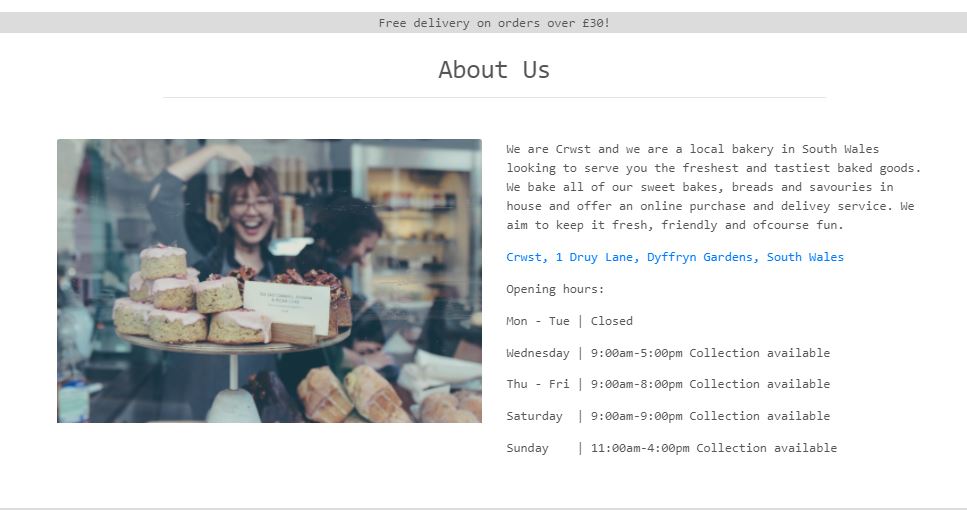 Free delivery on orders over £30!
About Us
We are Crwst and we are a local bakery in South Wales
looking to serve you the freshest and tastiest baked goods.
We bake all of our sweet bakes, breads and savouries in
house and offer an online purchase and delivey service. We
aim to keep it fresh, friendly and ofcourse fun.
Crwst, 1 Druy Lane, Dyffryn Gardens, South Wales
Opening hours:
Mon - Tue | Closed
Wednesday | 9:00am-5:00pm Collection available
Thu - Fri | 9:00am-8:00pm Collection available
Saturday | 9:00am-9:00pm Collection available
Sunday | 11:00am-4:00pm Collection available